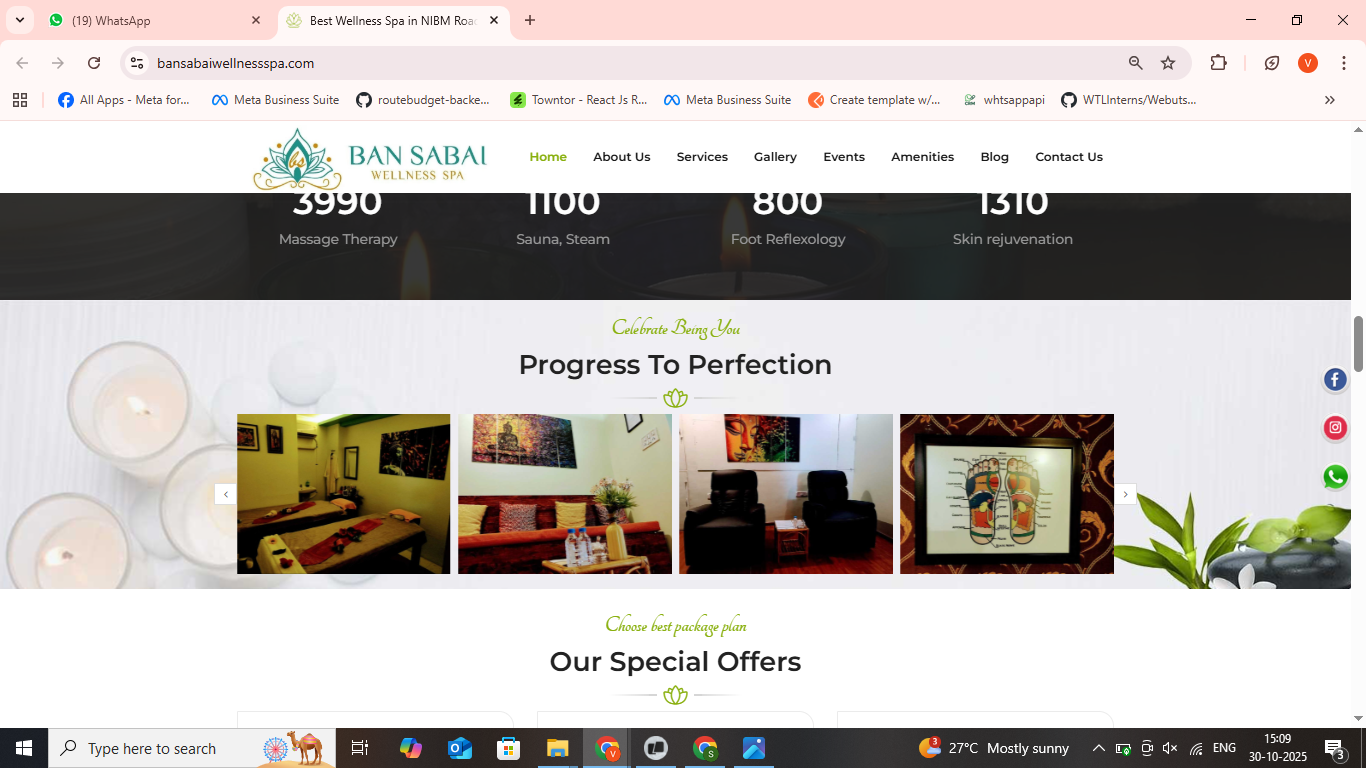 (19) WhatsApp
Best Wellness Spa in NIBM Road
bansabaiwellnessspa.com
V
All Apps - Meta for...
Meta Business Suite
routebudget-backe...
Towntor - React Js R...
Meta Business Suite
Create template w/...
whtsappapi
WTLInterns/Webuts...
BAN SABAI
WELLNESS SPA
Home
About Us
Services
Gallery
Events
Amenities
Blog
Contact Us
3990
1100
800
1310
Massage Therapy
Sauna, Steam
Foot Reflexology
Skin rejuvenation
Celebrate Being You
Progress To Perfection
Choose best package plan
Our Special Offers
Type here to search
V
S
3
27°C Mostly sunny
ENG
15:09
30-10-2025
3